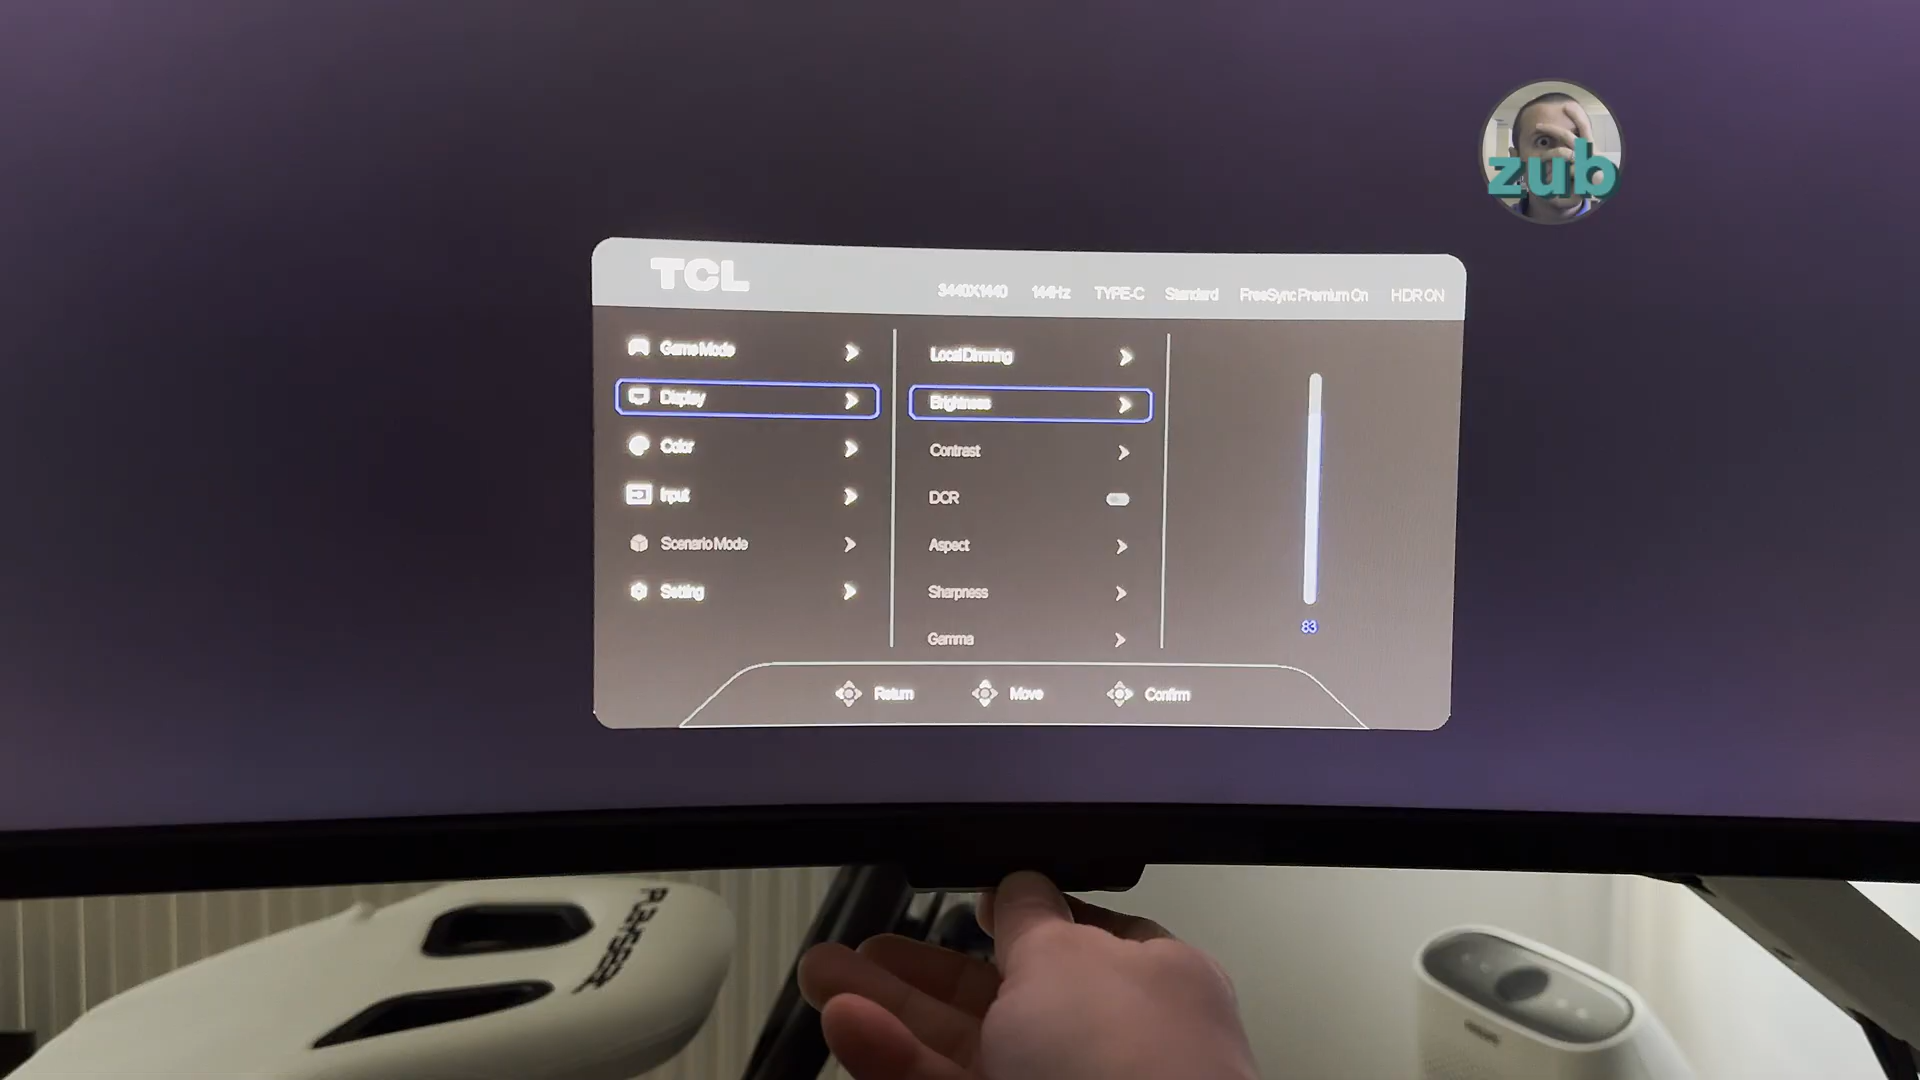 zub
TCL
3440X1440 144Hz TYPE-C Standard FreeSync Premium On HDR ON
Game Mode
Display
Color
Input
Scenario Mode
Setting
Local Dimming
Brightness
Contrast
DCR
Aspect
Sharpness
Gamma
83
Return Move Confirm
PLAYSEAT